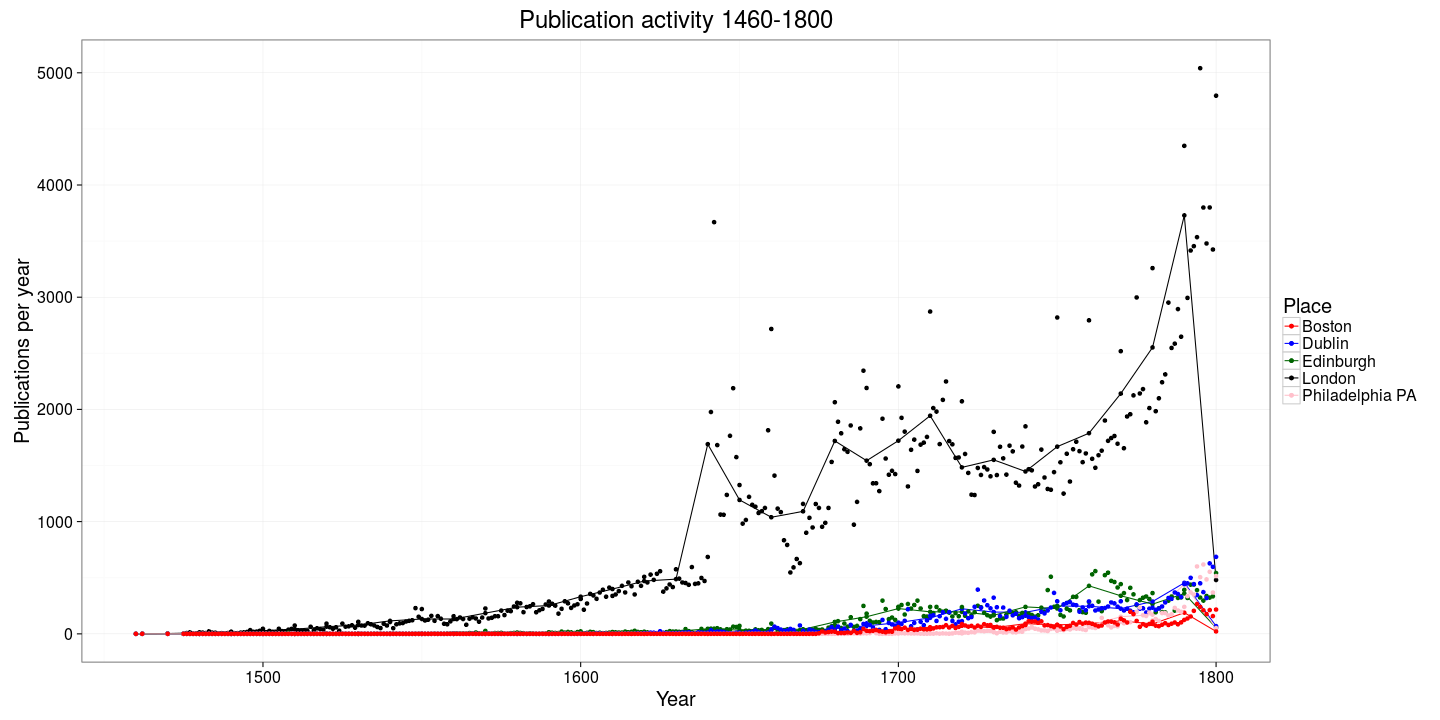 Publication activity 1460-1800
Publications per year
5000
4000
3000
2000
1000
0
1500
1600
1700
1800
Year
Place
Boston
Dublin
Edinburgh
London
Philadelphia PA